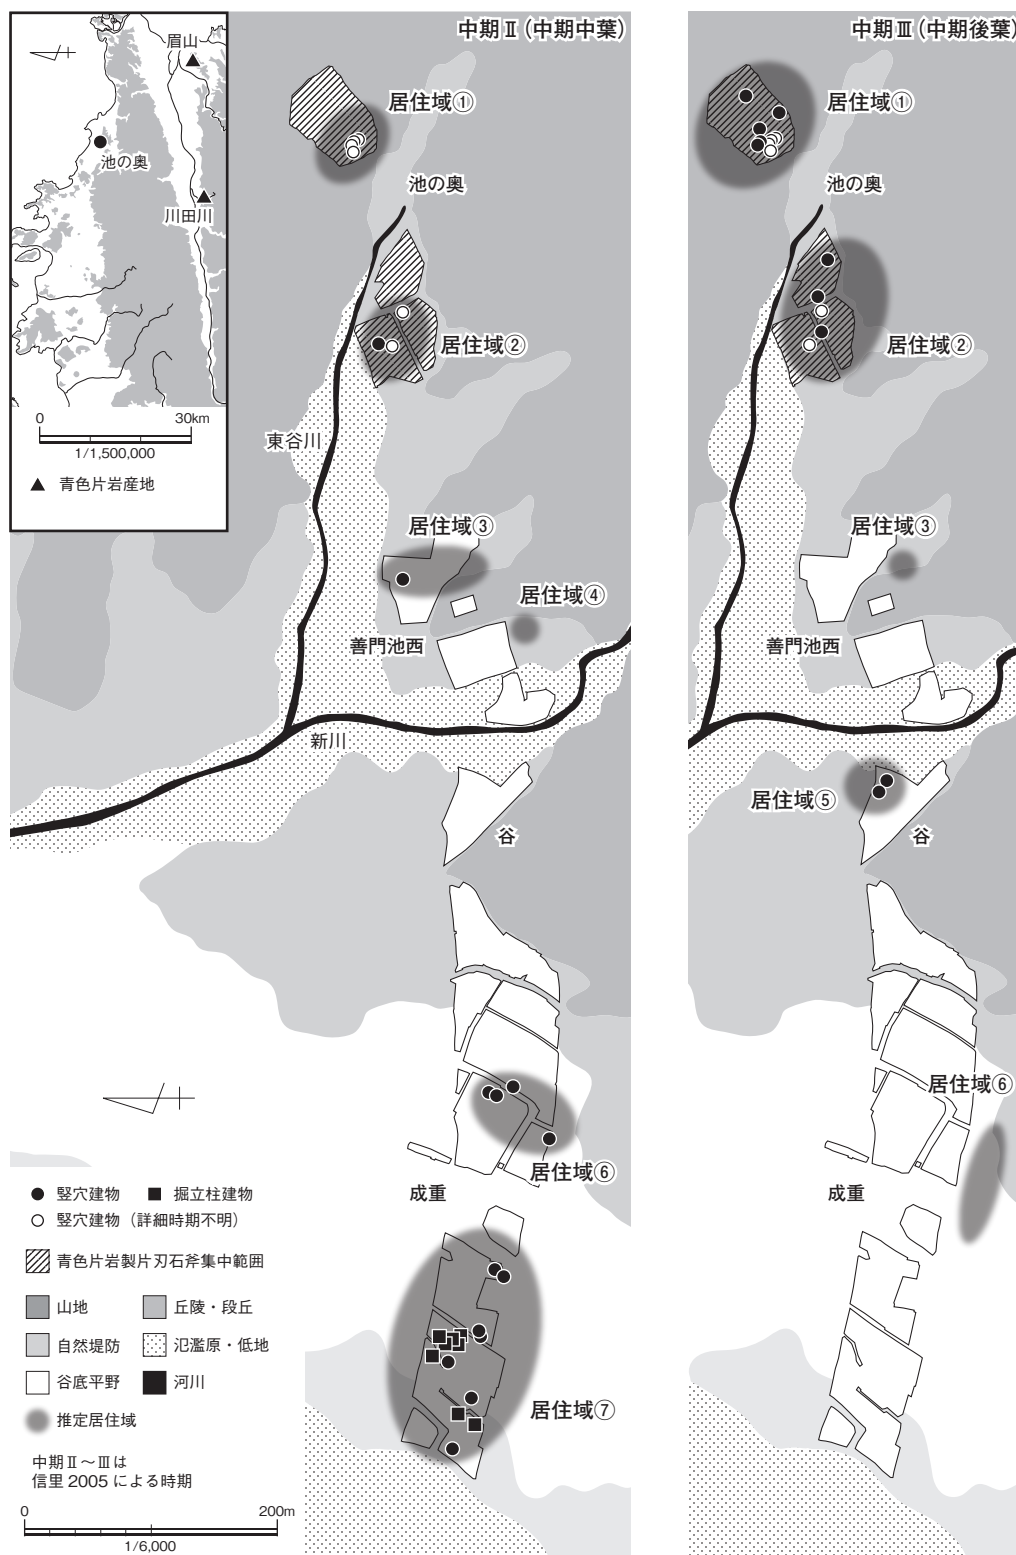 眉山
池の奥
川田川
0 30km
1/1,500,000
▲ 青色片岩産地
中期Ⅱ(中期中葉)
居住域①
池の奥
居住域②
東谷川
居住域③
居住域④
善門池西
新川
谷
居住域⑥
成重
居住域⑦
中期Ⅲ(中期後葉)
居住域①
池の奥
居住域②
居住域③
善門池西
居住域⑤
谷
居住域⑥
成重
● 竪穴建物 ■ 掘立柱建物
○ 竪穴建物(詳細時期不明)
青色片岩製片刃石斧集中範囲
山地 丘陵・段丘
自然堤防 氾濫原・低地
谷底平野 河川
推定居住域
中期Ⅱ〜Ⅲは
信里 2005 による時期
0 200m
1/6,000